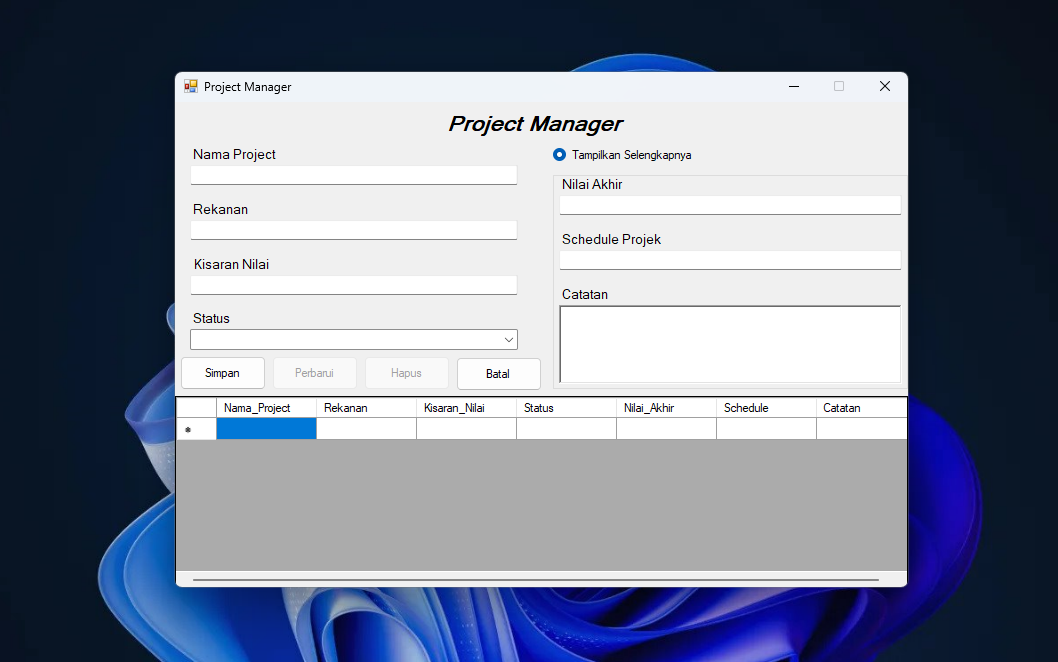 Project Manager
Project Manager
Nama Project
Tampilkan Selengkapnya
Nilai Akhir
Rekanan
Schedule Projek
Kisaran Nilai
Catatan
Status
Simpan Perbarui Hapus Batal
Nama_Project Rekanan Kisaran_Nilai Status Nilai_Akhir Schedule Catatan